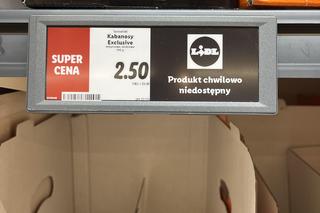 SUPER
CENA
Kabanosy
Exclusive
2.50
LIDL
Produkt chwilowo
niedostępny